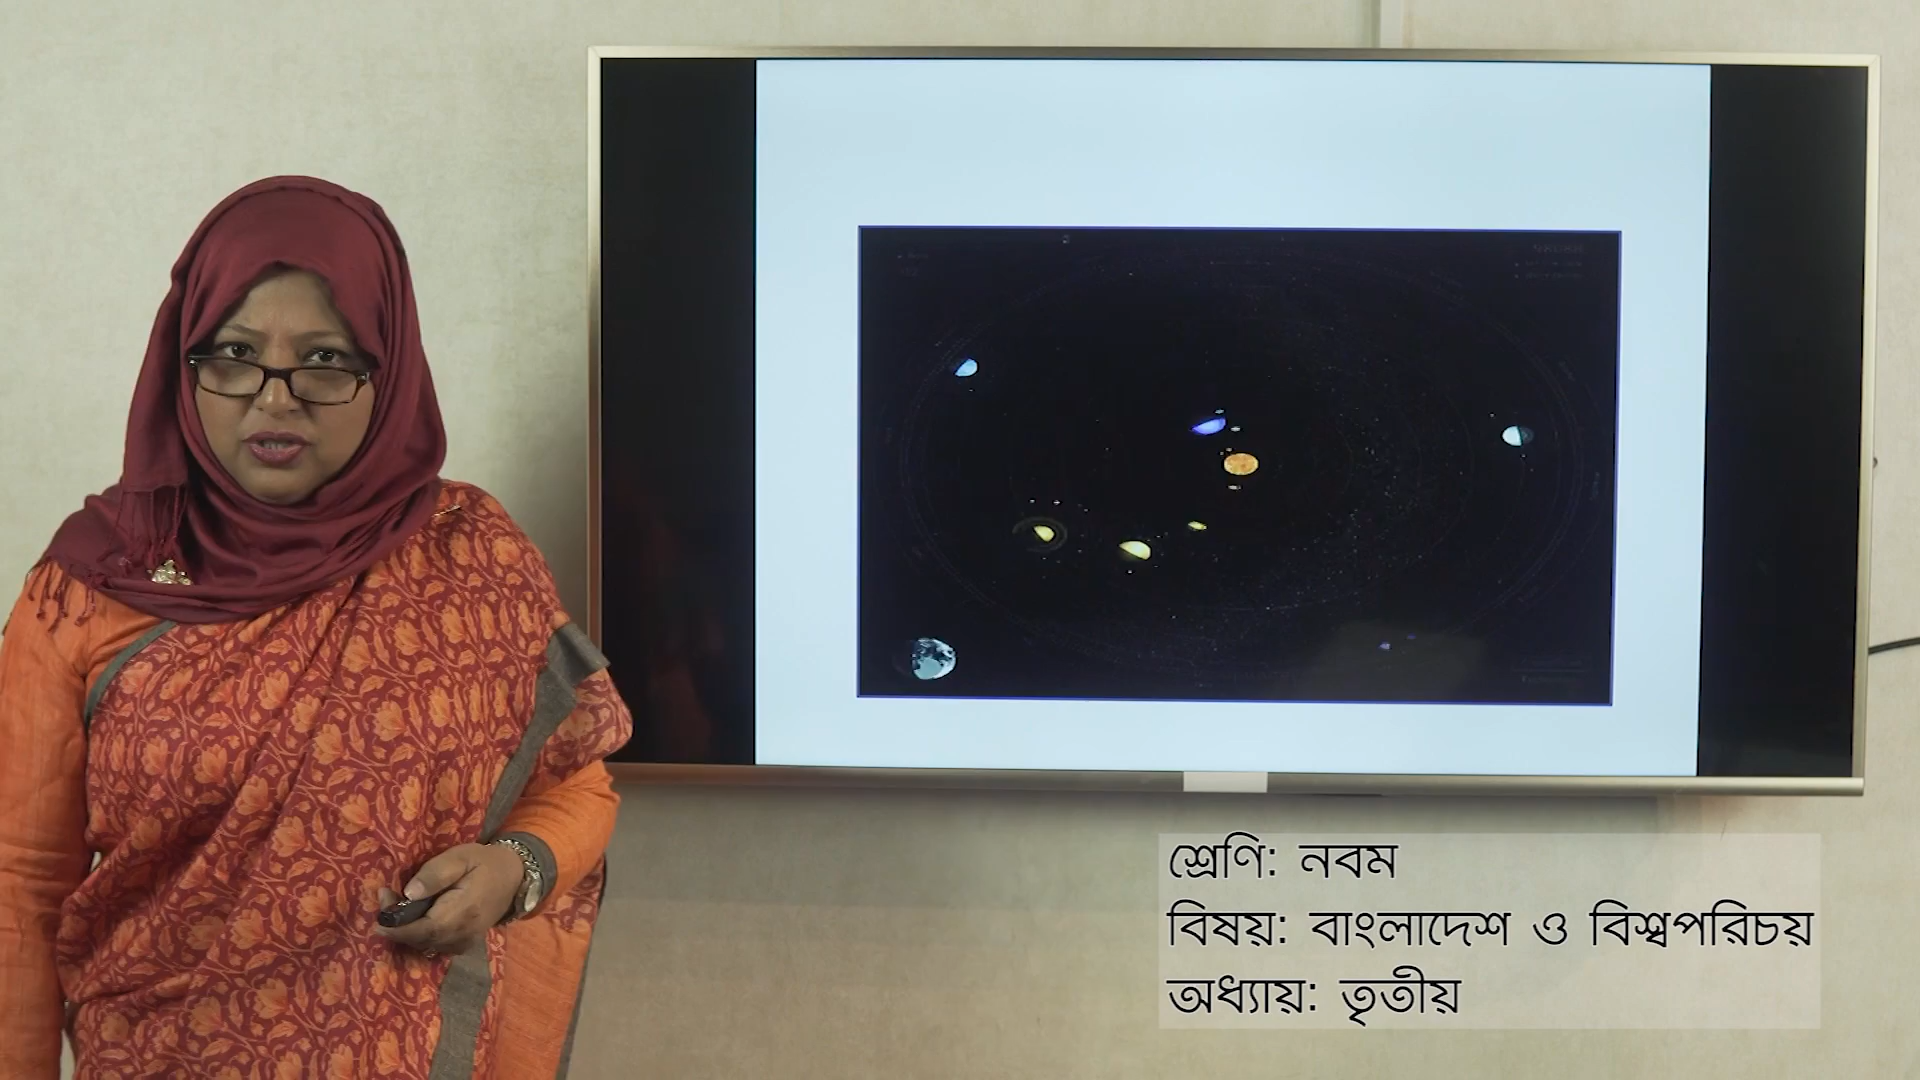 শ্রেণি: নবম
বিষয়: বাংলাদেশ ও বিশ্বপরিচয়
অধ্যায়: তৃতীয়